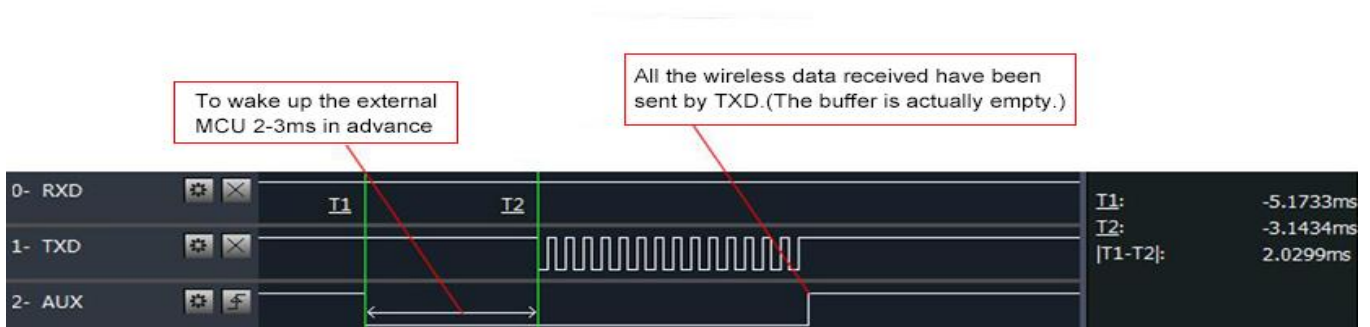 To wake up the external
MCU 2-3ms in advance
All the wireless data received have been
sent by TXD.(The buffer is actually empty.)
0- RXD
T1
T2
1- TXD
2- AUX
T1: -5.1733ms
T2: -3.1434ms
|T1-T2|: 2.0299ms